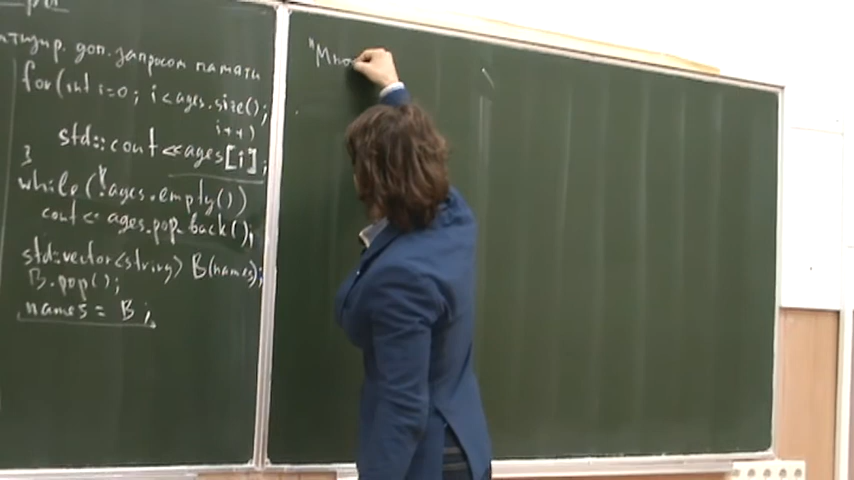 доп. запросом памяти
for(int i=0; i<ages.size();
i++)
std::cout<<ages[i];
}
while(!ages.empty())
cout<<ages.pop_back();
std::vector<string> B(names);
B.pop();
names = B;
"Мно